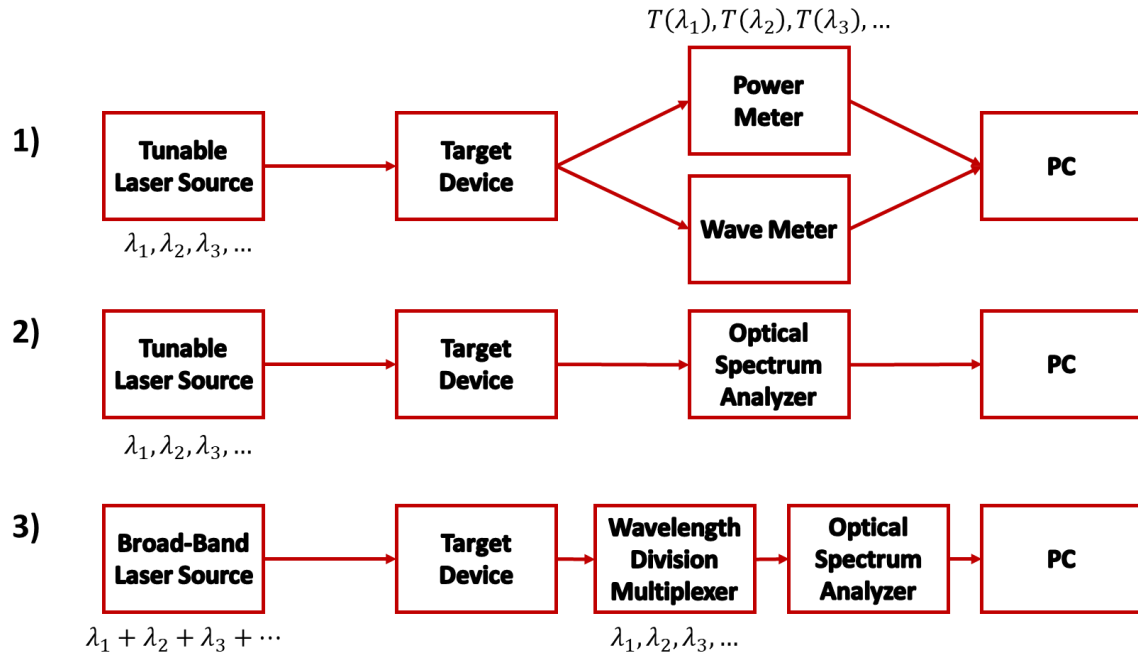 T(λ₁), T(λ₂), T(λ₃), …
1)
Tunable
Laser Source
λ₁, λ₂, λ₃, …
Target
Device
Power
Meter
Wave Meter
PC
2)
Tunable
Laser Source
λ₁, λ₂, λ₃, …
Target
Device
Optical
Spectrum
Analyzer
PC
3)
Broad-Band
Laser Source
λ₁ + λ₂ + λ₃ + ⋯
Target
Device
Wavelength
Division
Multiplexer
λ₁, λ₂, λ₃, …
Optical
Spectrum
Analyzer
PC